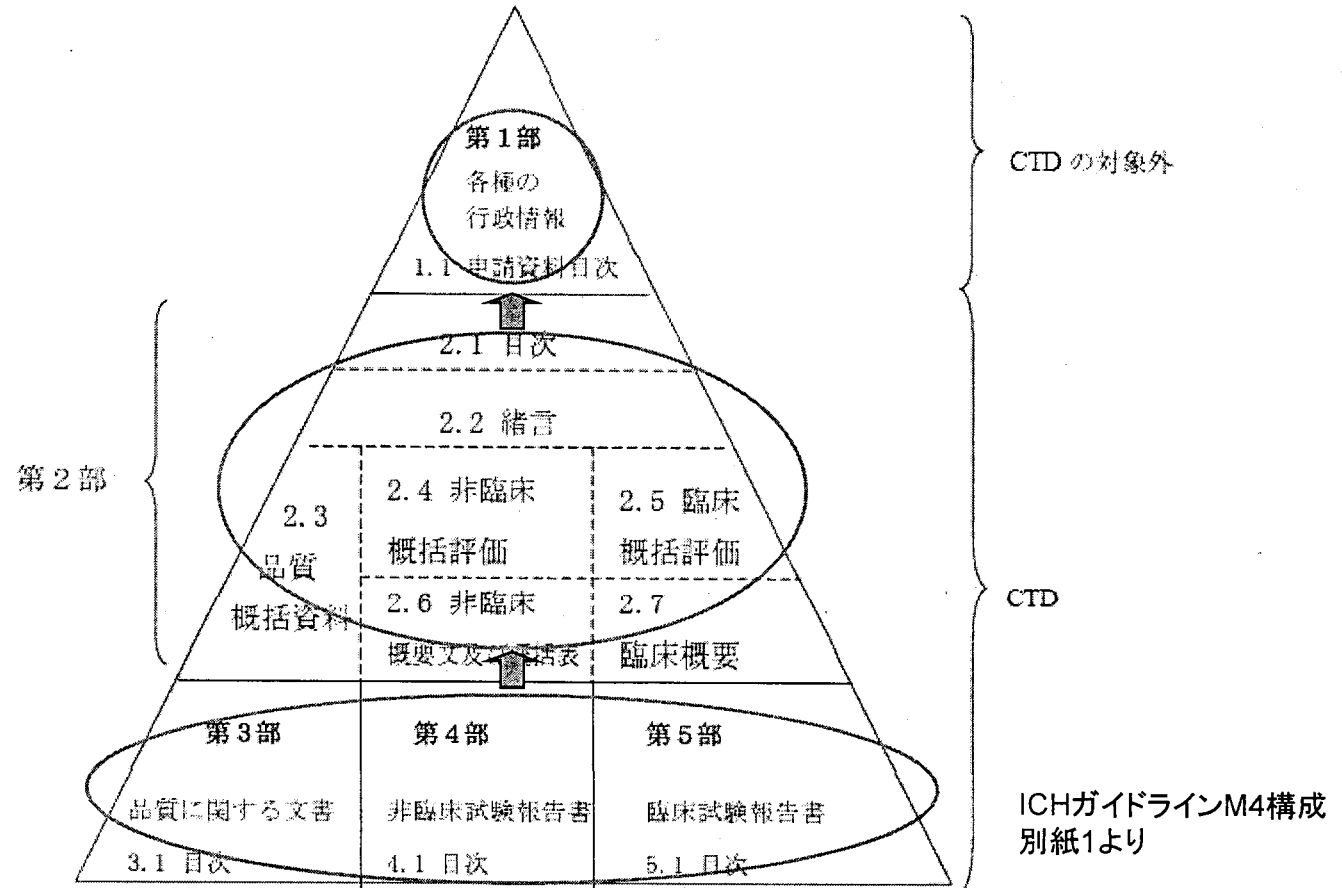 第1部
各種の
行政情報
1.1 申請資料目次
CTD の対象外
2.1 目次
2.2 緒言
第2部
2.3
品質
概括資料
2.4 非臨床
概括評価
2.5 臨床
概括評価
2.6 非臨床
概要文及び概括表
2.7
臨床概要
CTD
第3部
品質に関する文書
3.1 目次
第4部
非臨床試験報告書
4.1 目次
第5部
臨床試験報告書
5.1 目次
ICHガイドラインM4構成
別紙1より